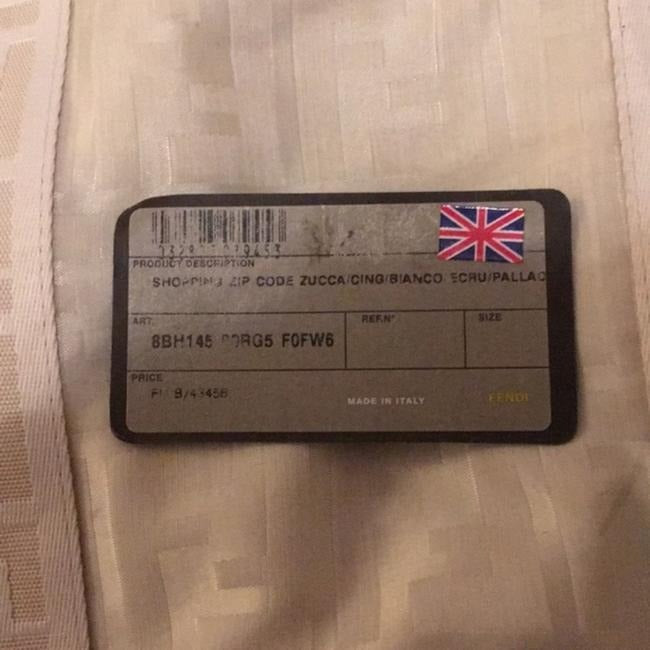 PRODUCT DESCRIPTION
SHOPPING ZIP CODE ZUCCA/CING/BIANCO ECRU/PALLAD
ART.
8BH145 F0FW6
REF.N°
SIZE
PRICE
MADE IN ITALY
FENDI